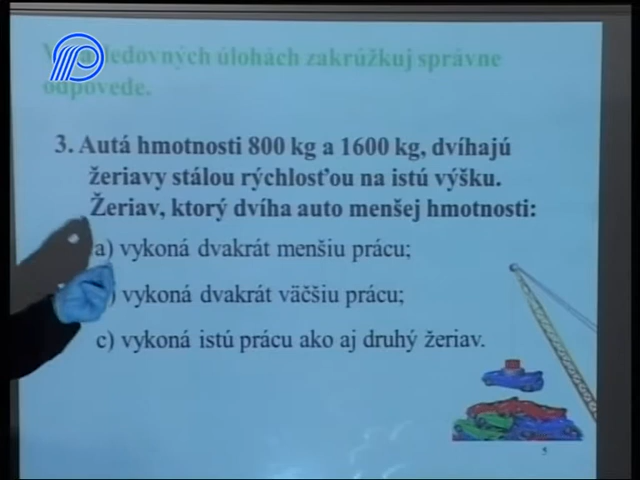 ledovných úlohách zakrúžkuj správne
odpovede.
3. Autá hmotnosti 800 kg a 1600 kg, dvíhajú
žeriavy stálou rýchlosťou na istú výšku.
Žeriav, ktorý dvíha auto menšej hmotnosti:
a) vykoná dvakrát menšiu prácu;
) vykoná dvakrát väčšiu prácu;
c) vykoná istú prácu ako aj druhý žeriav.
5